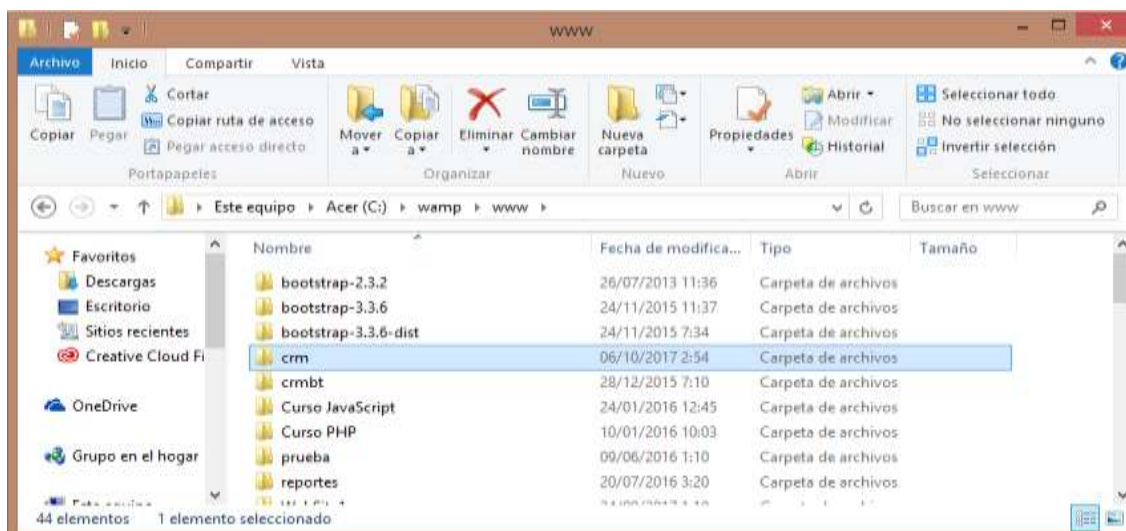 www
Archivo Inicio Compartir Vista
Copiar
Pegar
Cortar
Copiar ruta de acceso
Pegar acceso directo
Portapapeles
Mover a
Copiar a
Eliminar
Cambiar nombre
Organizar
Nueva carpeta
Nuevo
Propiedades
Abrir
Modificar
Historial
Abrir
Seleccionar todo
No seleccionar ninguno
Invertir selección
Seleccionar
Este equipo Acer (C:) wamp www
Buscar en www
Favoritos
Descargas
Escritorio
Sitios recientes
Creative Cloud Fi
OneDrive
Grupo en el hogar
Nombre Fecha de modifica... Tipo Tamaño
bootstrap-2.3.2 26/07/2013 11:36 Carpeta de archivos
bootstrap-3.3.6 24/11/2015 11:37 Carpeta de archivos
bootstrap-3.3.6-dist 24/11/2015 7:34 Carpeta de archivos
crm 06/10/2017 2:54 Carpeta de archivos
crmbt 28/12/2015 7:10 Carpeta de archivos
Curso JavaScript 24/01/2016 12:45 Carpeta de archivos
Curso PHP 10/01/2016 10:03 Carpeta de archivos
prueba 09/06/2016 1:10 Carpeta de archivos
reportes 20/07/2016 3:20 Carpeta de archivos
44 elementos 1 elemento seleccionado